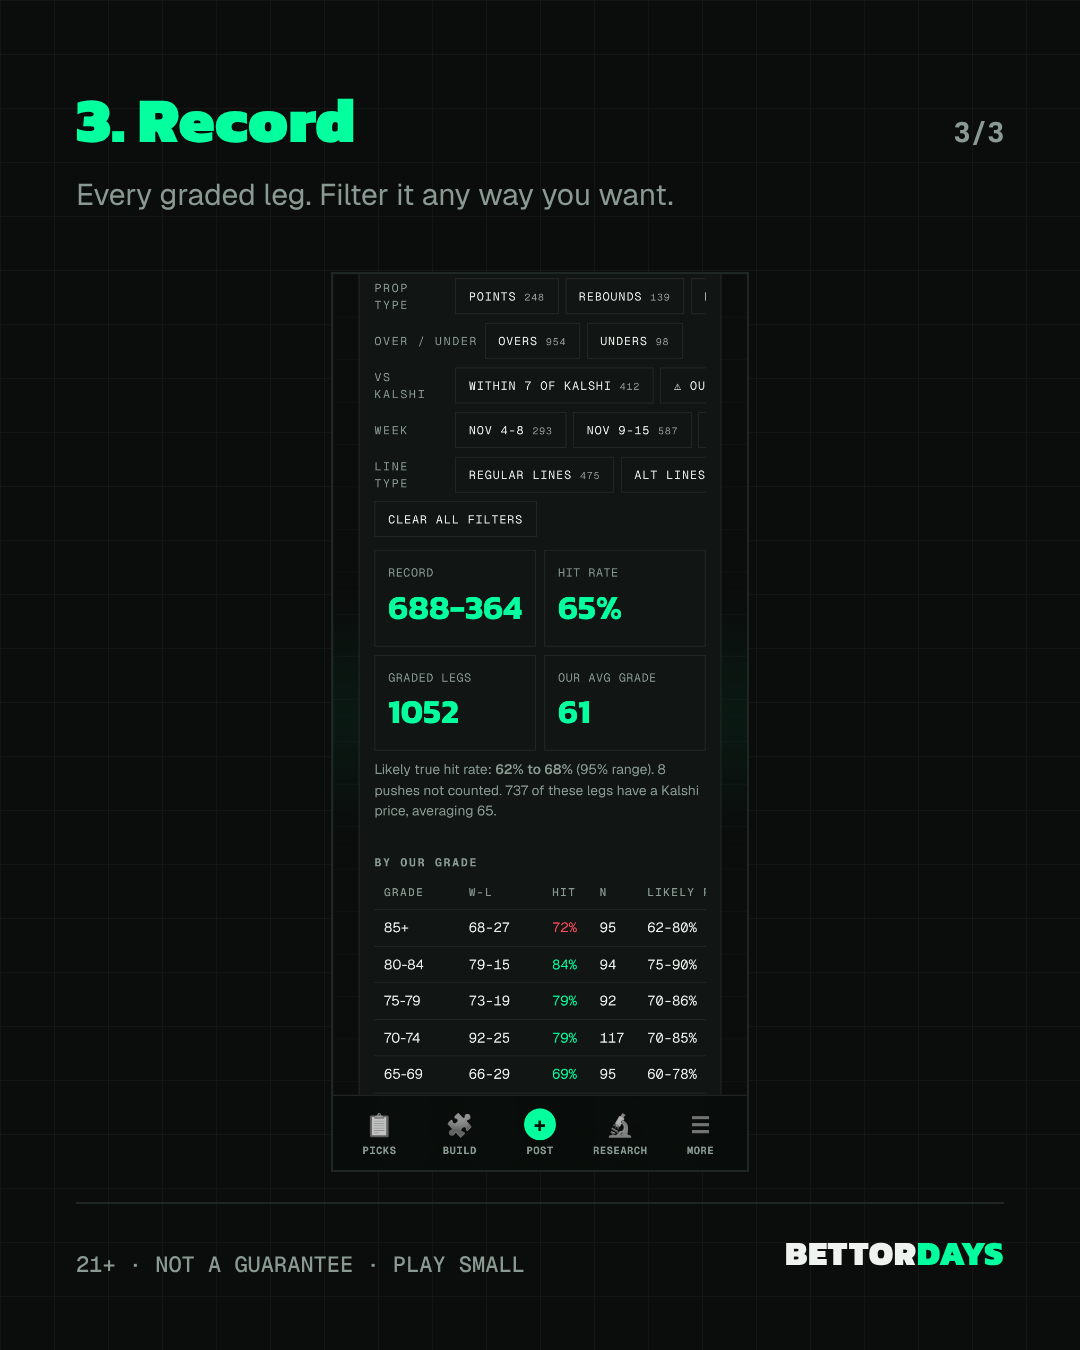 3. Record
3/3
Every graded leg. Filter it any way you want.
PROP
TYPE
POINTS 248
REBOUNDS 139
OVER / UNDER
OVERS 954
UNDERS 98
VS
KALSHI
WITHIN 7 OF KALSHI 412
⚠ OU
WEEK
NOV 4-8 293
NOV 9-15 587
LINE
TYPE
REGULAR LINES 475
ALT LINES
CLEAR ALL FILTERS
RECORD
HIT RATE
688-364
65%
GRADED LEGS
OUR AVG GRADE
1052
61
Likely true hit rate: 62% to 68% (95% range). 8
pushes not counted. 737 of these legs have a Kalshi
price, averaging 65.
BY OUR GRADE
GRADE W-L HIT N LIKELY
85+ 68-27 72% 95 62-80%
80-84 79-15 84% 94 75-90%
75-79 73-19 79% 92 70-86%
70-74 92-25 79% 117 70-85%
65-69 66-29 69% 95 60-78%
PICKS BUILD POST RESEARCH MORE
21+ · NOT A GUARANTEE · PLAY SMALL
BETTORDAYS